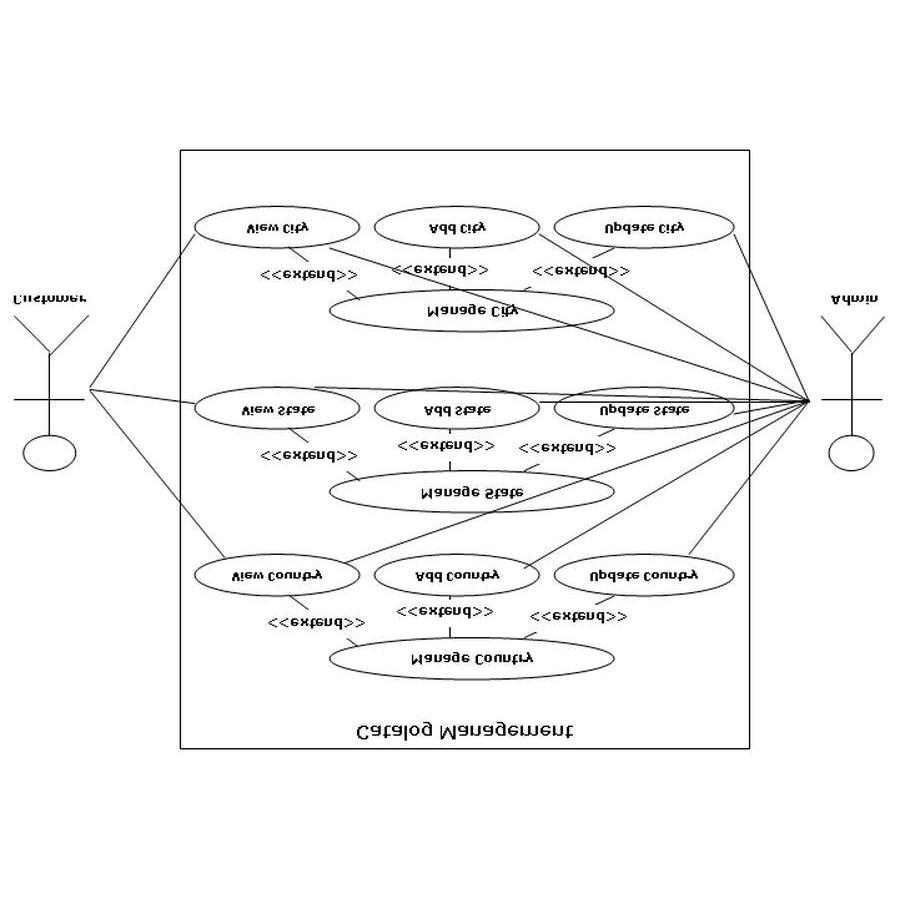 Catalog Management
Manage Country
<<extend>>
<<extend>>
<<extend>>
View Country
Add Country
Update Country
Manage State
<<extend>>
<<extend>>
<<extend>>
View State
Add State
Update State
Manage City
Customer
Admin
<<extend>>
<<extend>>
<<extend>>
View City
Add City
Update City